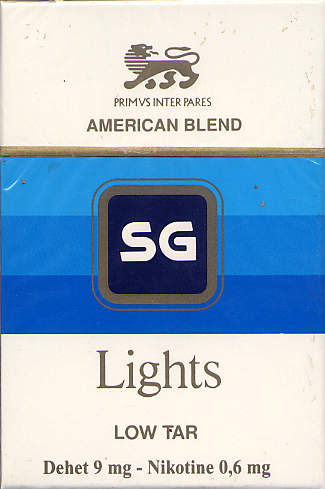 PRIMVS INTER PARES
AMERICAN BLEND
SG
Lights
LOW TAR
Dehet 9 mg - Nikotine 0,6 mg